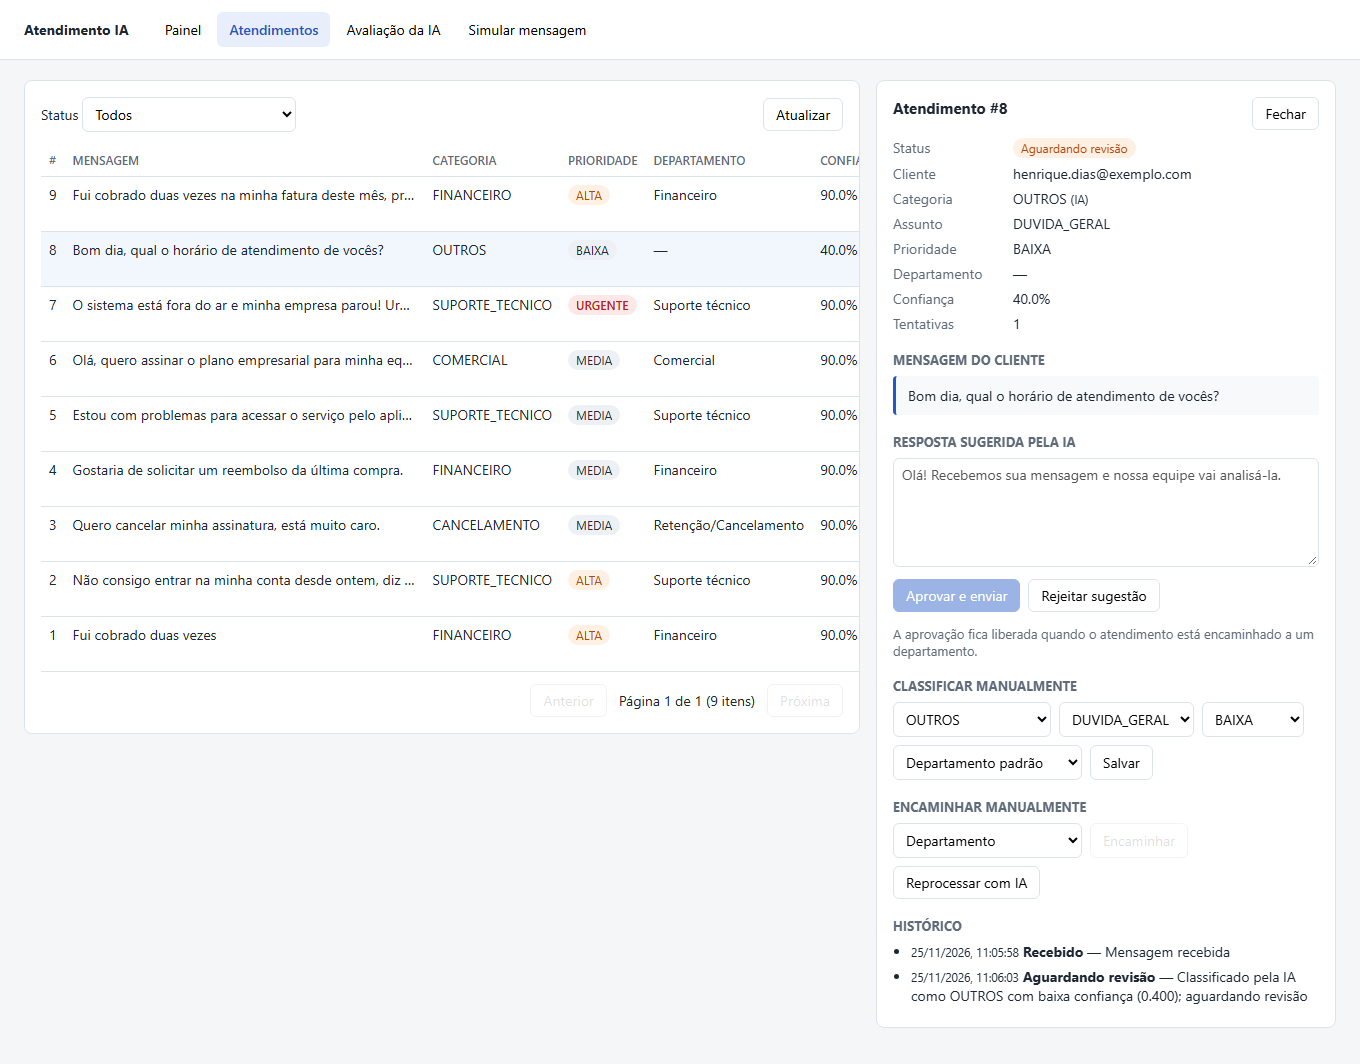 Atendimento IA Painel Atendimentos Avaliação da IA Simular mensagem
Status Todos Atualizar
# MENSAGEM CATEGORIA PRIORIDADE DEPARTAMENTO CONFIA
9 Fui cobrado duas vezes na minha fatura deste mês, pr... FINANCEIRO ALTA Financeiro 90.0%
8 Bom dia, qual o horário de atendimento de vocês? OUTROS BAIXA — 40.0%
7 O sistema está fora do ar e minha empresa parou! Ur... SUPORTE_TECNICO URGENTE Suporte técnico 90.0%
6 Olá, quero assinar o plano empresarial para minha eq... COMERCIAL MEDIA Comercial 90.0%
5 Estou com problemas para acessar o serviço pelo apli... SUPORTE_TECNICO MEDIA Suporte técnico 90.0%
4 Gostaria de solicitar um reembolso da última compra. FINANCEIRO MEDIA Financeiro 90.0%
3 Quero cancelar minha assinatura, está muito caro. CANCELAMENTO MEDIA Retenção/Cancelamento 90.0%
2 Não consigo entrar na minha conta desde ontem, diz ... SUPORTE_TECNICO ALTA Suporte técnico 90.0%
1 Fui cobrado duas vezes FINANCEIRO ALTA Financeiro 90.0%
Anterior Página 1 de 1 (9 itens) Próxima
Atendimento #8 Fechar
Status Aguardando revisão
Cliente henrique.dias@exemplo.com
Categoria OUTROS (IA)
Assunto DUVIDA_GERAL
Prioridade BAIXA
Departamento —
Confiança 40.0%
Tentativas 1
MENSAGEM DO CLIENTE
Bom dia, qual o horário de atendimento de vocês?
RESPOSTA SUGERIDA PELA IA
Olá! Recebemos sua mensagem e nossa equipe vai analisá-la.
Aprovar e enviar Rejeitar sugestão
A aprovação fica liberada quando o atendimento está encaminhado a um
departamento.
CLASSIFICAR MANUALMENTE
OUTROS DUVIDA_GERAL BAIXA
Departamento padrão Salvar
ENCAMINHAR MANUALMENTE
Departamento Encaminhar
Reprocessar com IA
HISTÓRICO
• 25/11/2026, 11:05:58 Recebido — Mensagem recebida
• 25/11/2026, 11:06:03 Aguardando revisão — Classificado pela IA
como OUTROS com baixa confiança (0.400); aguardando revisão